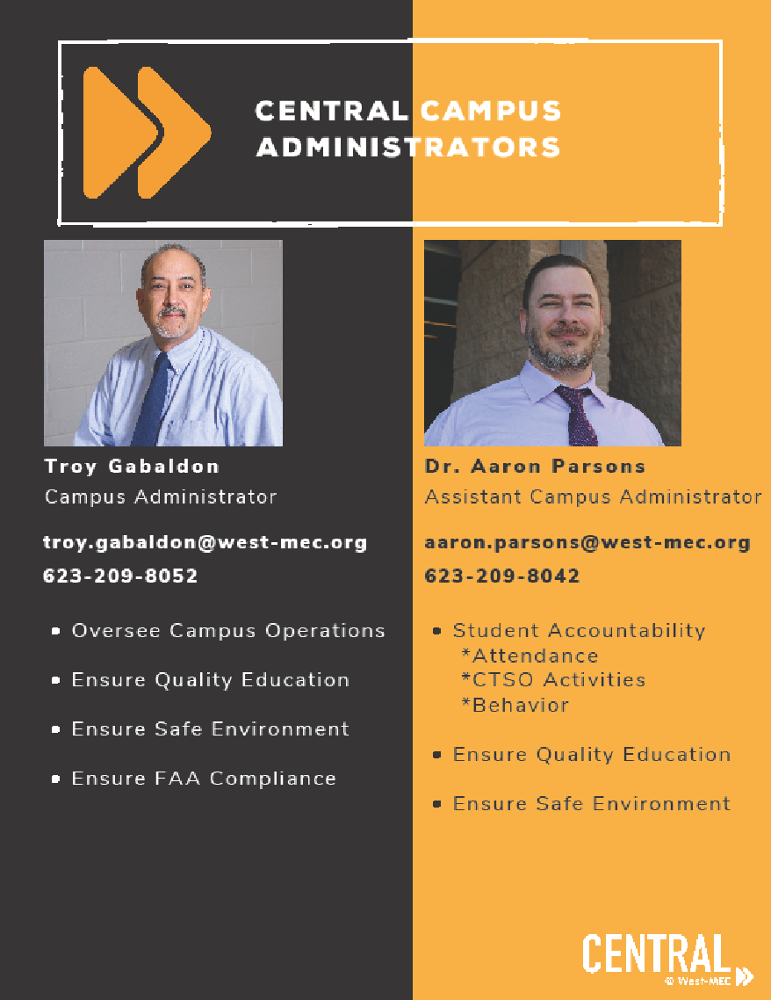 CENTRAL CAMPUS
ADMINISTRATORS
Troy Gabaldon
Campus Administrator
troy.gabaldon@west-mec.org
623-209-8052
• Oversee Campus Operations
• Ensure Quality Education
• Ensure Safe Environment
• Ensure FAA Compliance
Dr. Aaron Parsons
Assistant Campus Administrator
aaron.parsons@west-mec.org
623-209-8042
• Student Accountability
*Attendance
*CTSO Activities
*Behavior
• Ensure Quality Education
• Ensure Safe Environment
CENTRAL
© West-MEC